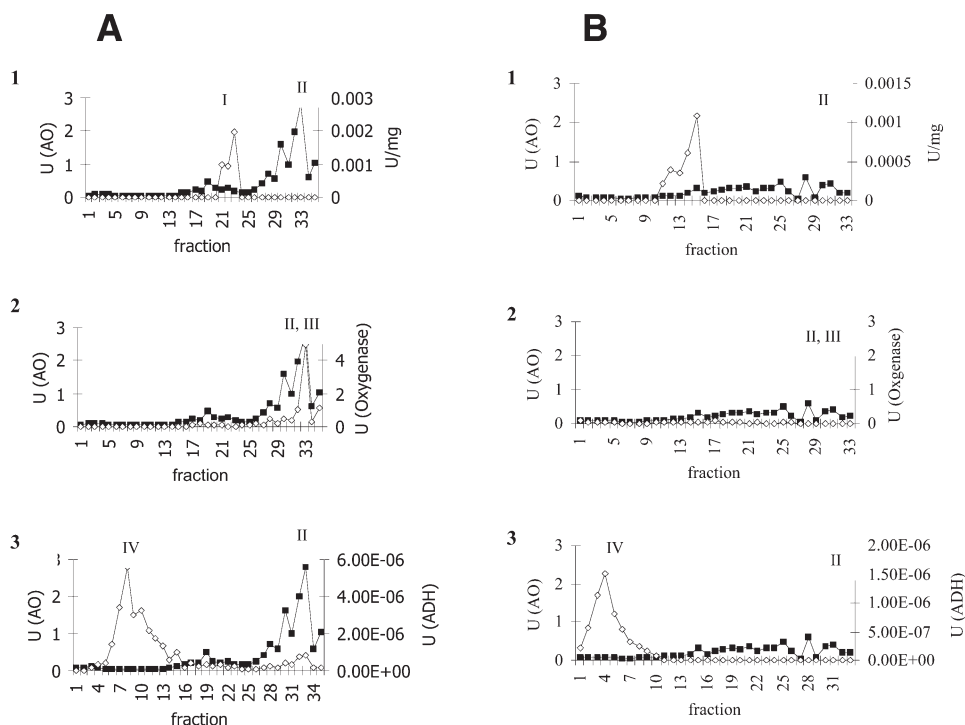 A
B
1
I
II
3
2
1
0
U (AO)
0.003
0.002
0.001
0
U/mg
1 5 9 13 17 21 25 29 33
fraction
1
II
3
2
1
0
U (AO)
0.0015
0.001
0.0005
0
U/mg
1 5 9 13 17 21 25 29 33
fraction
2
II, III
3
2
1
0
U (AO)
4
2
0
U (Oxygenase)
1 5 9 13 17 21 25 29 33
fraction
2
II, III
3
2
1
0
U (AO)
3
2
1
0
U (Oxgenase)
1 5 9 13 17 21 25 29 33
fraction
3
IV
II
3
2
1
0
U (AO)
6.00E-06
4.00E-06
2.00E-06
0.00E+00
U (ADH)
1 4 7 10 13 16 19 22 25 28 31 34
fraction
3
IV
II
3
2
1
0
U (AO)
2.00E-06
1.50E-06
1.00E-06
5.00E-07
0.00E+00
U (ADH)
1 4 7 10 13 16 19 22 25 28 31
fraction